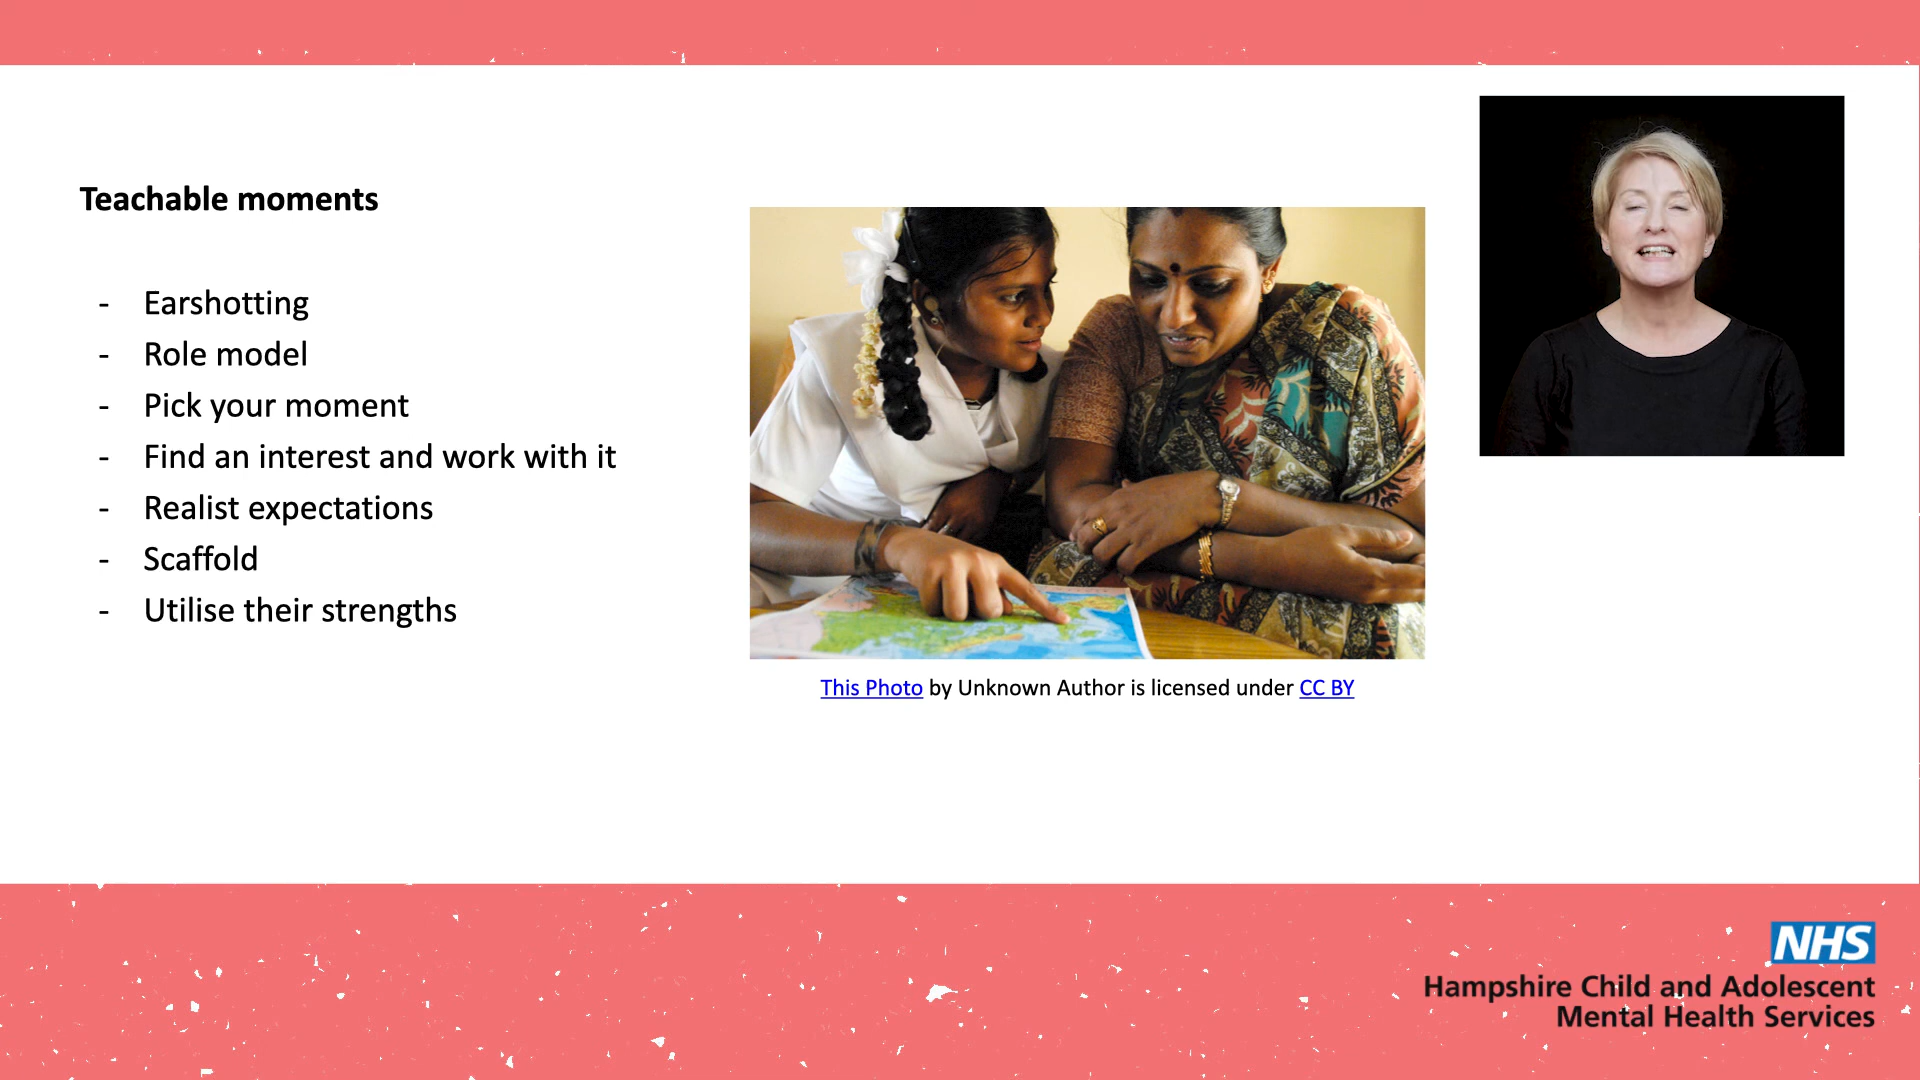 Teachable moments
- Earshotting
- Role model
- Pick your moment
- Find an interest and work with it
- Realist expectations
- Scaffold
- Utilise their strengths
This Photo by Unknown Author is licensed under CC BY
NHS
Hampshire Child and Adolescent
Mental Health Services